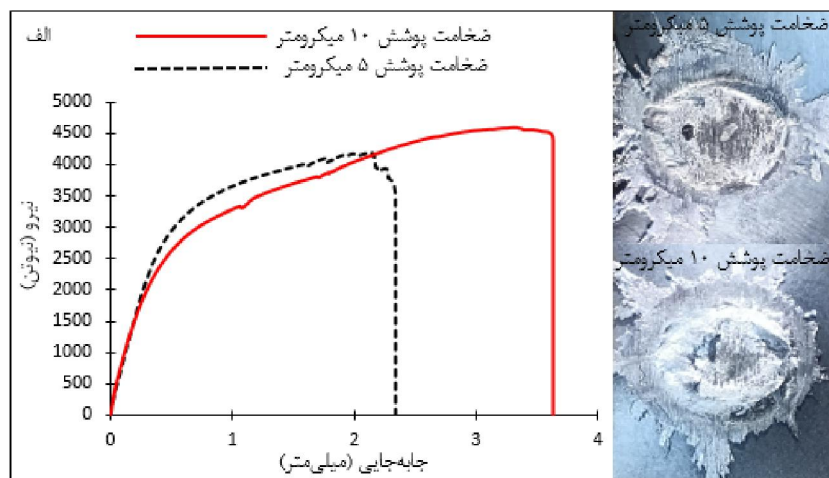 الف
ضخامت پوشش ۱۰ میکرومتر
ضخامت پوشش ۵ میکرومتر
5000
4500
4000
3500
3000
2500
2000
1500
1000
500
0
نیرو (نیوتن)
0 1 2 3 4
جابه‌جایی (میلی‌متر)
ضخامت پوشش ۵ میکرومتر
ضخامت پوشش ۱۰ میکرومتر